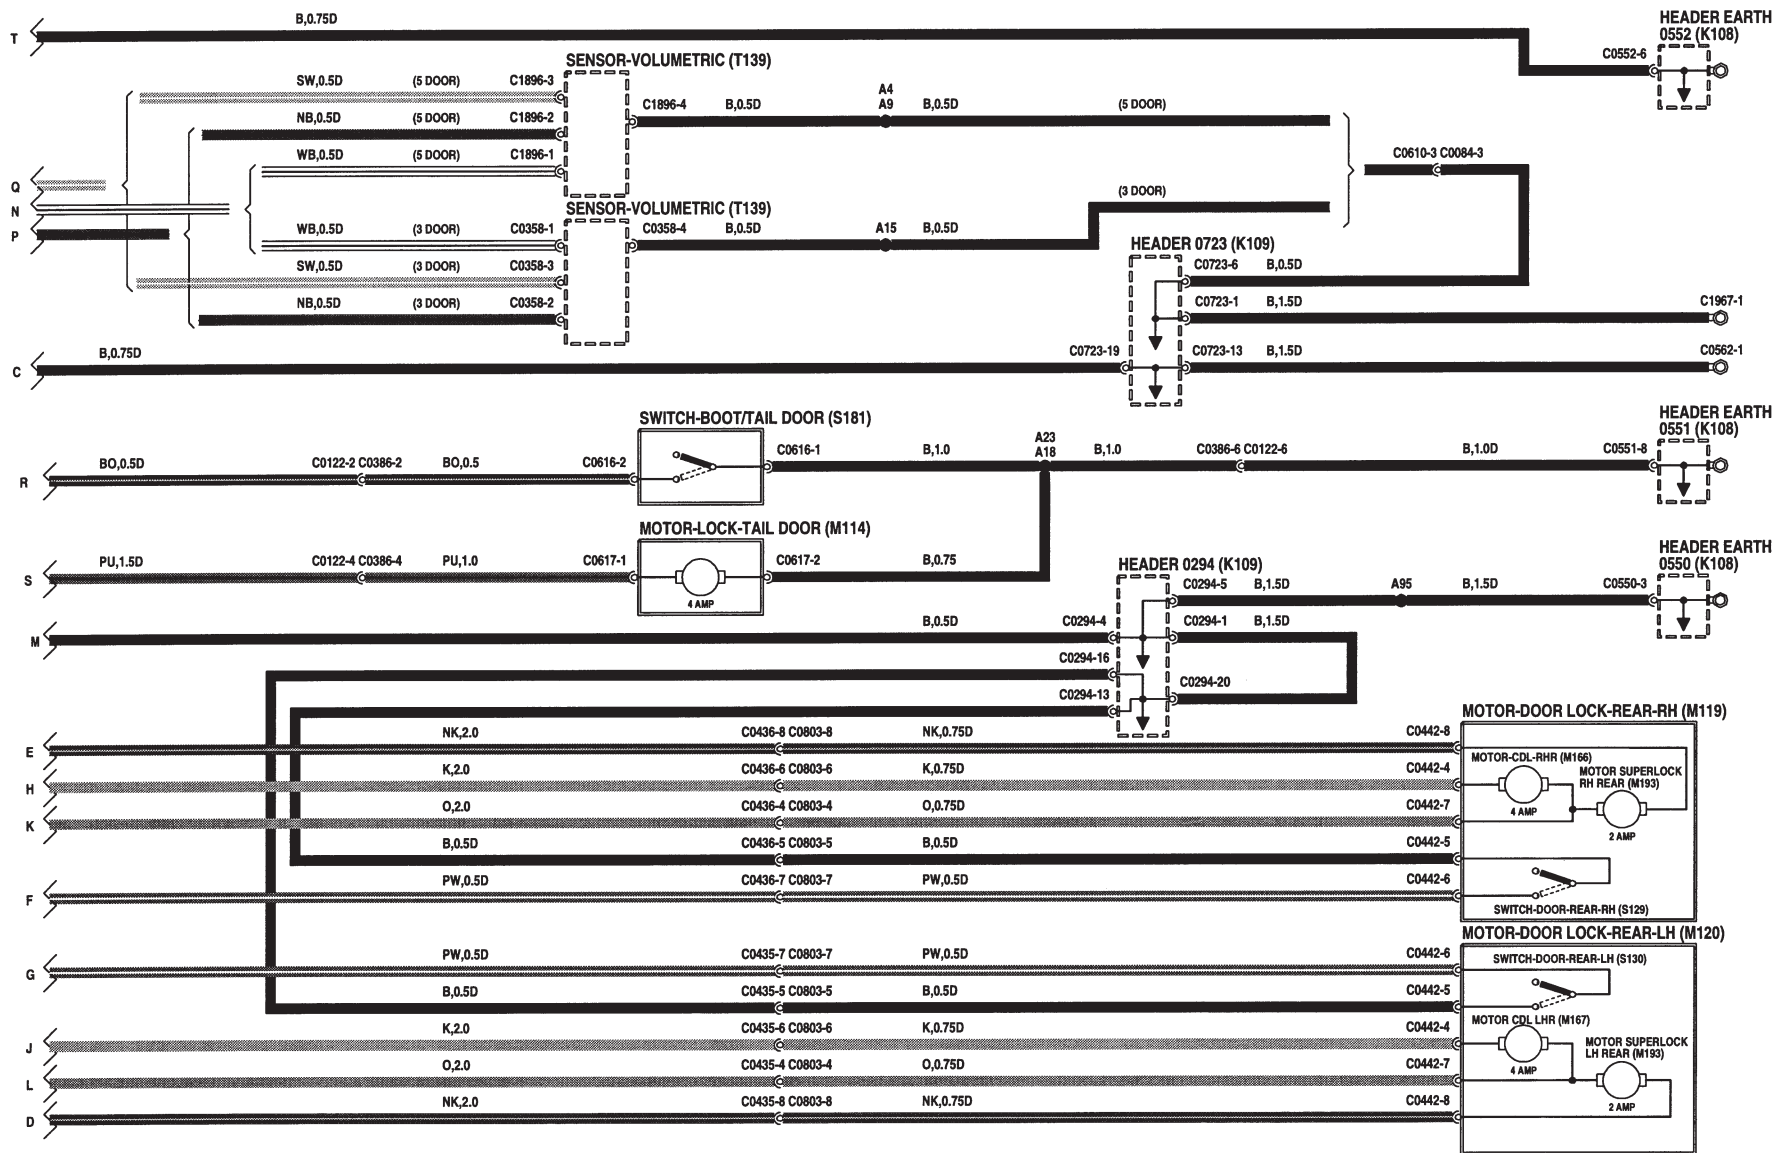 B,0.75D
HEADER EARTH
0552 (K108)
T
C0552-6
SENSOR-VOLUMETRIC (T139)
SW,0.5D (5 DOOR) C1896-3
A4
C1896-4 B,0.5D A9 B,0.5D (5 DOOR)
NB,0.5D (5 DOOR) C1896-2
WB,0.5D (5 DOOR) C1896-1
C0610-3 C0084-3
Q
(3 DOOR)
N
SENSOR-VOLUMETRIC (T139)
P
WB,0.5D (3 DOOR) C0358-1
C0358-4 B,0.5D A15 B,0.5D
HEADER 0723 (K109)
SW,0.5D (3 DOOR) C0358-3
C0723-6 B,0.5D
NB,0.5D (3 DOOR) C0358-2
C0723-1 B,1.5D C1967-1
B,0.75D
C0723-19 C0723-13 B,1.5D C0562-1
C
SWITCH-BOOT/TAIL DOOR (S181)
HEADER EARTH
0551 (K108)
A23
C0616-1 B,1.0 A18 B,1.0 C0386-6 C0122-6 B,1.0D C0551-8
BO,0.5D C0122-2 C0386-2 BO,0.5 C0616-2
R
MOTOR-LOCK-TAIL DOOR (M114)
HEADER EARTH
0550 (K108)
PU,1.5D C0122-4 C0386-4 PU,1.0 C0617-1 C0617-2 B,0.75
HEADER 0294 (K109)
S
4 AMP
C0294-5 B,1.5D A95 B,1.5D C0550-3
B,0.5D C0294-4 C0294-1 B,1.5D
M
C0294-16
C0294-20
C0294-13
MOTOR-DOOR LOCK-REAR-RH (M119)
NK,2.0 C0436-8 C0803-8 NK,0.75D C0442-8
E
MOTOR-CDL-RHR (M166)
K,2.0 C0436-6 C0803-6 K,0.75D C0442-4
MOTOR SUPERLOCK
RH REAR (M193)
H
O,2.0 C0436-4 C0803-4 O,0.75D C0442-7
4 AMP
K
2 AMP
B,0.5D C0436-5 C0803-5 B,0.5D C0442-5
PW,0.5D C0436-7 C0803-7 PW,0.5D C0442-6
F
SWITCH-DOOR-REAR-RH (S129)
MOTOR-DOOR LOCK-REAR-LH (M120)
PW,0.5D C0435-7 C0803-7 PW,0.5D C0442-6
SWITCH-DOOR-REAR-LH (S130)
G
B,0.5D C0435-5 C0803-5 B,0.5D C0442-5
MOTOR CDL LHR (M167)
K,2.0 C0435-6 C0803-6 K,0.75D C0442-4
MOTOR SUPERLOCK
LH REAR (M193)
J
O,2.0 C0435-4 C0803-4 O,0.75D C0442-7
4 AMP
L
NK,2.0 C0435-8 C0803-8 NK,0.75D C0442-8
2 AMP
D